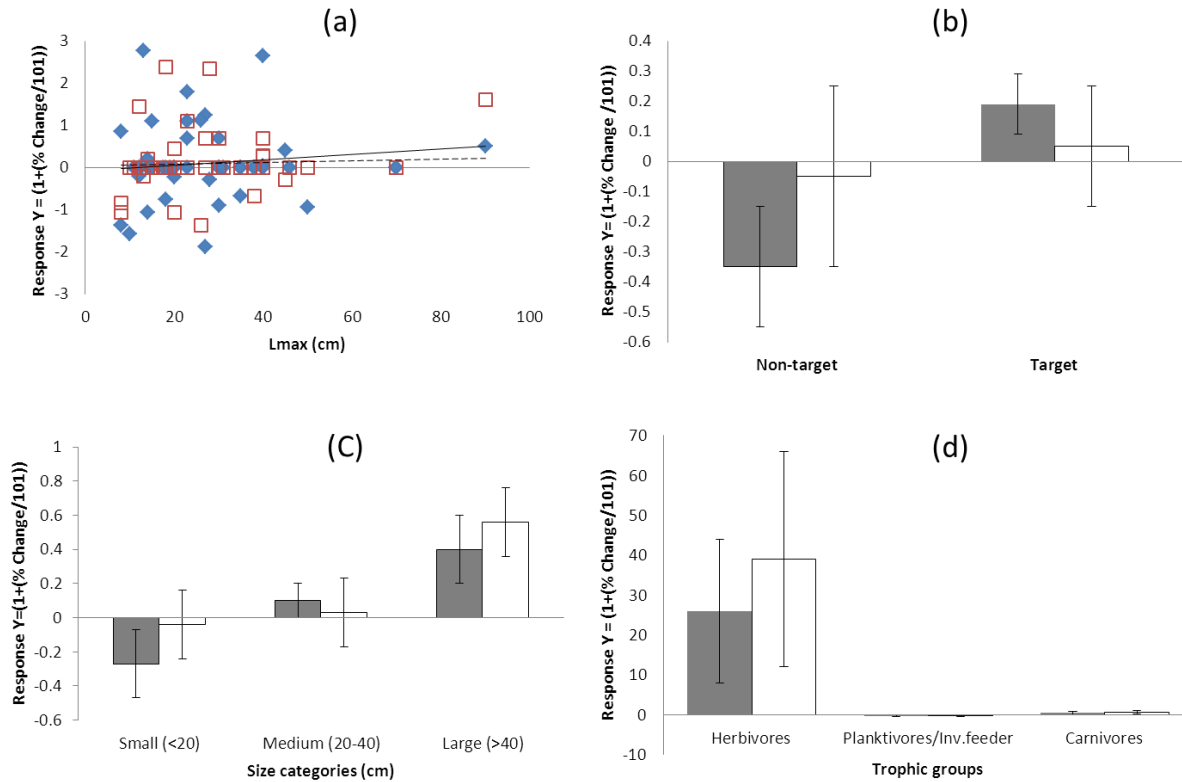 (a)
Response Y = (1+(% Change/101))
3
2
1
0
-1
-2
-3
0
20
40
60
80
100
Lmax (cm)
(b)
Response Y= (1+(% Change /101))
0.4
0.3
0.2
0.1
0
-0.1
-0.2
-0.3
-0.4
-0.5
-0.6
Non-target
Target
(C)
Response Y=(1+(% Change/101))
1
0.8
0.6
0.4
0.2
0
-0.2
-0.4
-0.6
Small (<20)
Medium (20-40)
Large (>40)
Size categories (cm)
(d)
Response Y = (1+(% Change/101))
70
60
50
40
30
20
10
0
-10
Herbivores
Planktivores/Inv.feeder
Carnivores
Trophic groups